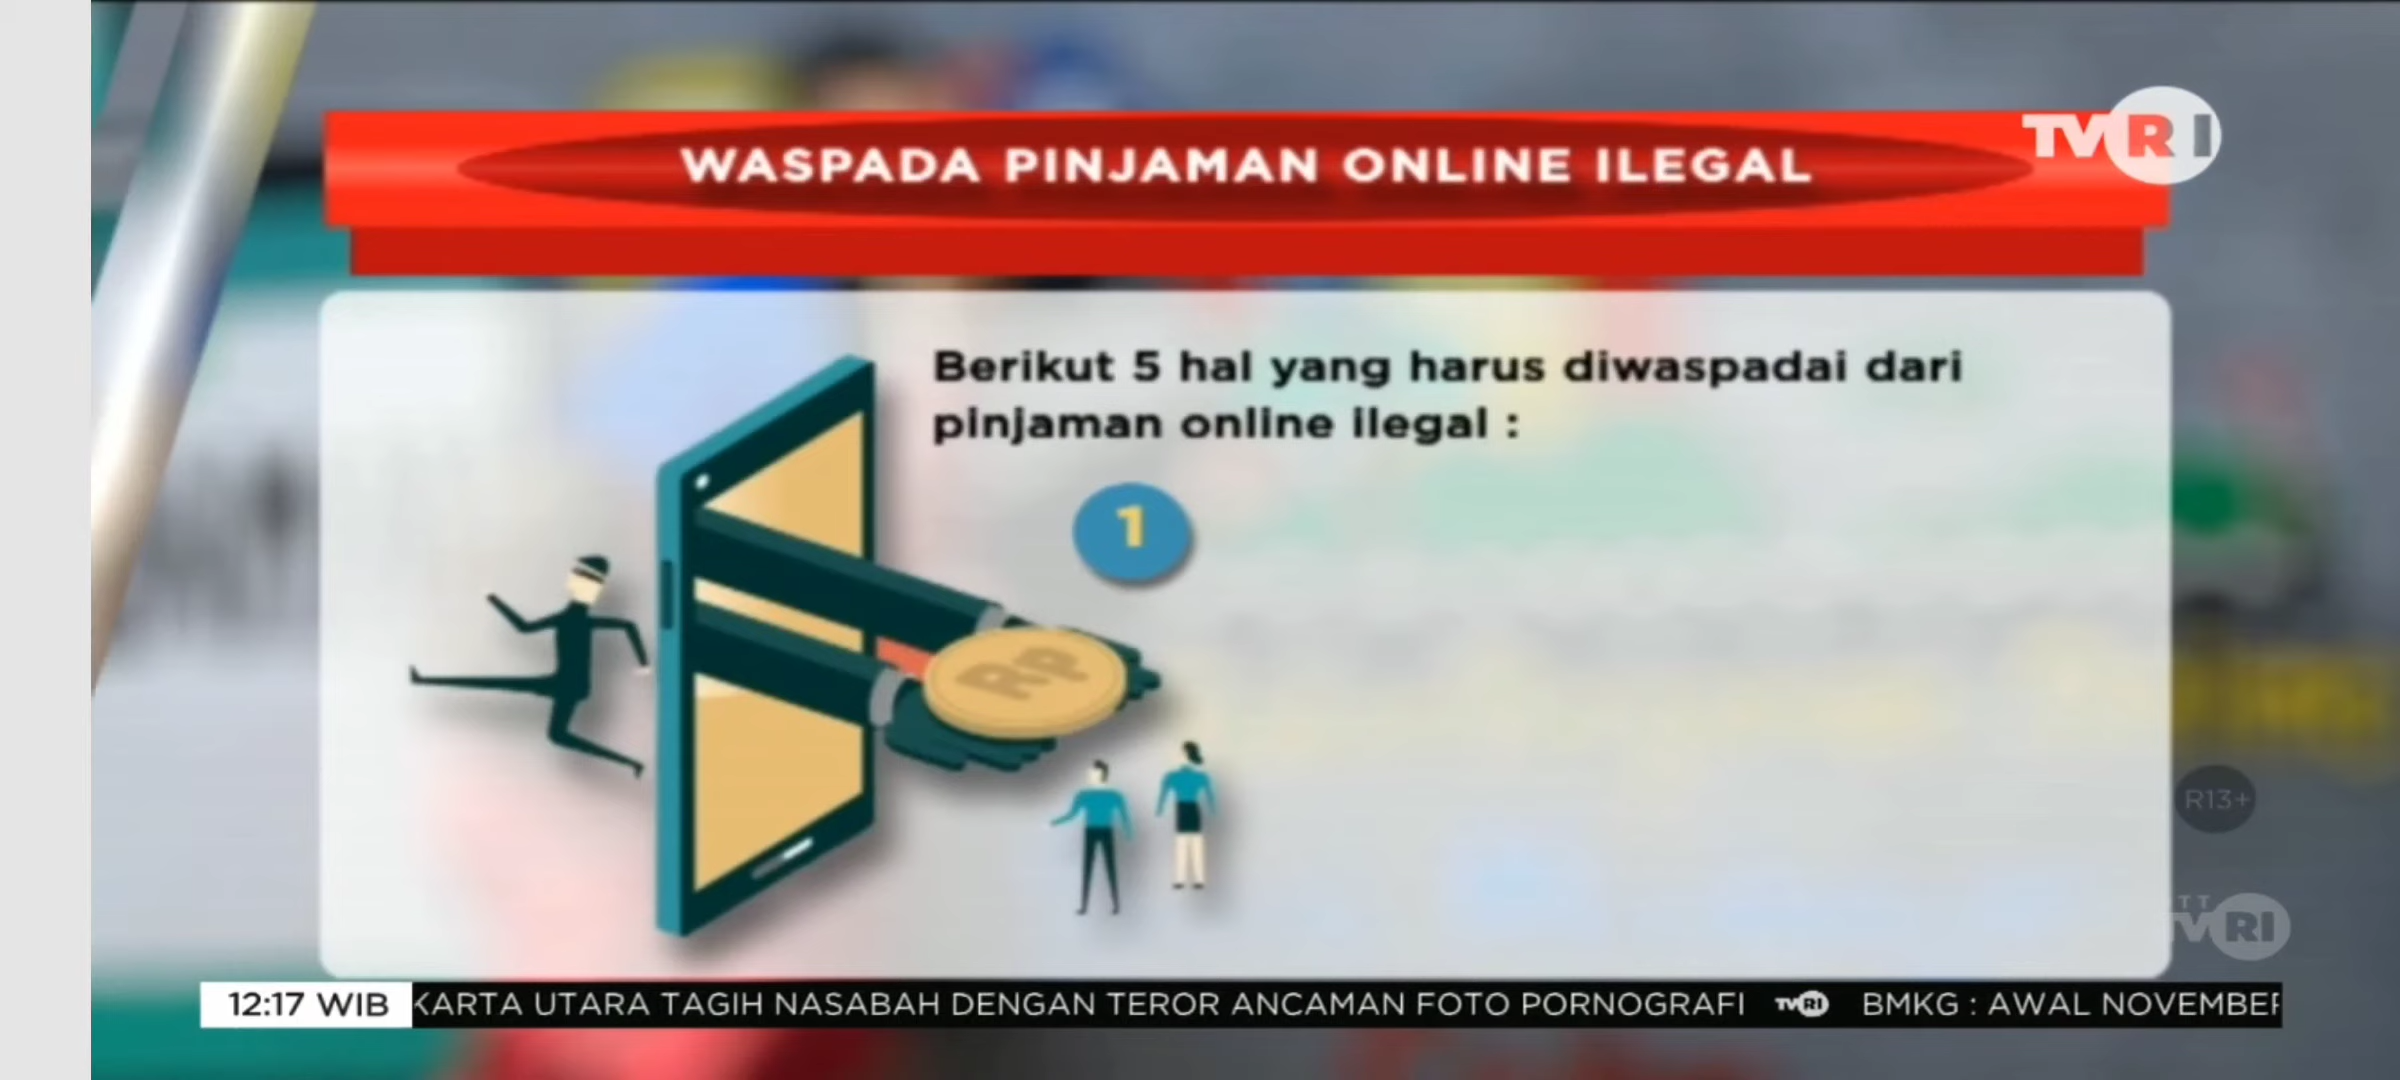 WASPADA PINJAMAN ONLINE ILEGAL
TVRI
Berikut 5 hal yang harus diwaspadai dari
pinjaman online ilegal :
1
Rp
R13+
TVRI
12:17 WIB KARTA UTARA TAGIH NASABAH DENGAN TEROR ANCAMAN FOTO PORNOGRAFI TVRI BMKG : AWAL NOVEMBER